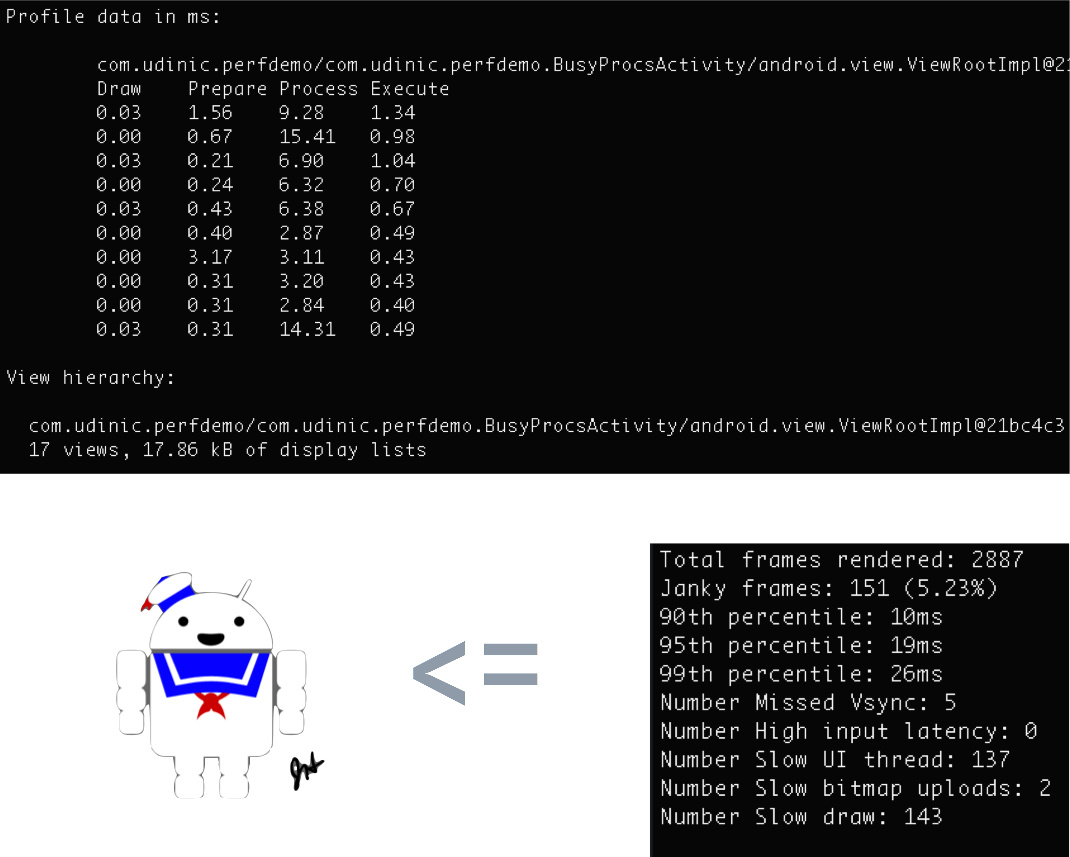 Profile data in ms:
com.udinic.perfdemo/com.udinic.perfdemo.BusyProcsActivity/android.view.ViewRootImpl@21
Draw Prepare Process Execute
0.03 1.56 9.28 1.34
0.00 0.67 15.41 0.98
0.03 0.21 6.90 1.04
0.00 0.24 6.32 0.70
0.03 0.43 6.38 0.67
0.00 0.40 2.87 0.49
0.00 3.17 3.11 0.43
0.00 0.31 3.20 0.43
0.00 0.31 2.84 0.40
0.03 0.31 14.31 0.49
View hierarchy:
com.udinic.perfdemo/com.udinic.perfdemo.BusyProcsActivity/android.view.ViewRootImpl@21bc4c3
17 views, 17.86 kB of display lists
<=
Total frames rendered: 2887
Janky frames: 151 (5.23%)
90th percentile: 10ms
95th percentile: 19ms
99th percentile: 26ms
Number Missed Vsync: 5
Number High input latency: 0
Number Slow UI thread: 137
Number Slow bitmap uploads: 2
Number Slow draw: 143